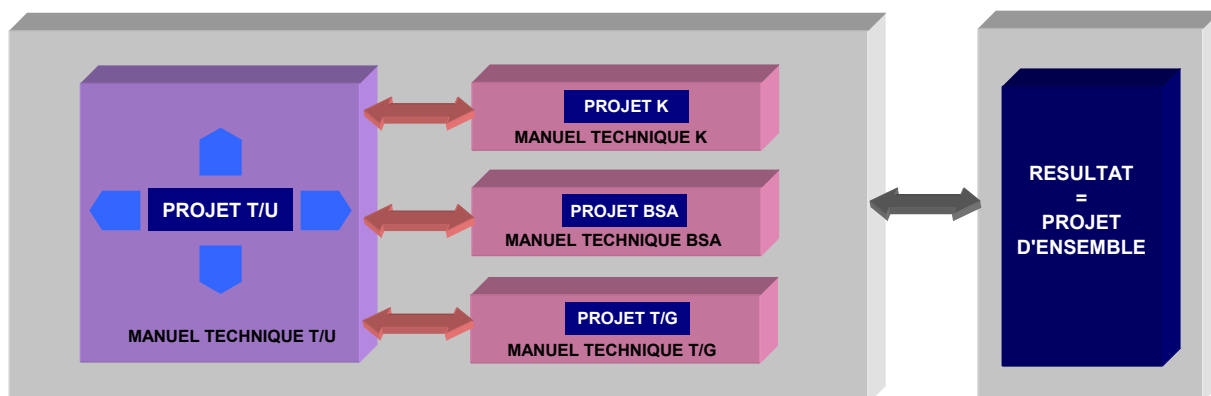 PROJET T/U
MANUEL TECHNIQUE T/U
PROJET K
MANUEL TECHNIQUE K
PROJET BSA
MANUEL TECHNIQUE BSA
PROJET T/G
MANUEL TECHNIQUE T/G
RESULTAT
=
PROJET
D'ENSEMBLE